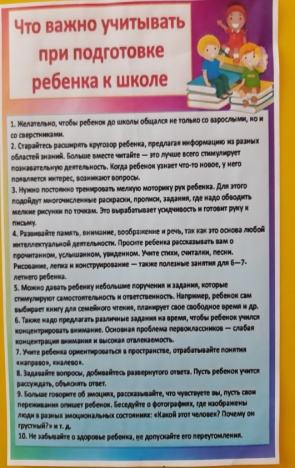 Что важно учитывать
при подготовке
ребенка к школе
1. Желательно, чтобы ребенок до школы общался не только со взрослыми, но и
со сверстниками.
2. Старайтесь расширять кругозор ребенка, предлагая информацию из разных
областей знаний. Больше вместе читайте — это лучше всего стимулирует
познавательную деятельность. Когда ребенок узнает что-то новое, у него
появляется интерес, возникают вопросы.
3. Нужно постоянно тренировать мелкую моторику рук ребенка. Для этого
подойдут многочисленные раскраски, прописи, задания, где надо обводить
мелкие рисунки по точкам. Это вырабатывает усидчивость и готовит руку к
письму.
4. Развивайте память, внимание, воображение и речь, так как это основа любой
интеллектуальной деятельности. Просите ребенка рассказывать вам о
прочитанном, услышанном, увиденном. Учите стихи, считалки, песни.
Рисование, лепка и конструирование — также полезные занятия для 6—7-
летнего ребенка.
5. Можно давать ребенку небольшие поручения и задания, которые
стимулируют самостоятельность и ответственность. Например, ребенок сам
выбирает книгу для семейного чтения, планирует свое свободное время и др.
6. Также надо предлагать различные задания на время, чтобы ребенок учился
концентрировать внимание. Основная проблема первоклассников — слабая
концентрация внимания и высокая отвлекаемость.
7. Учите ребенка ориентироваться в пространстве, отрабатывайте понятия
«направо», «налево».
8. Задавайте вопросы, добивайтесь развернутого ответа. Пусть ребенок учится
рассуждать, объяснять ответ.
9. Больше говорите об эмоциях, рассказывайте, что чувствуете вы, пусть свои
переживания опишет ребенок. Беседуйте о фотографиях, где изображены
люди в разных эмоциональных состояниях: «Какой этот человек? Почему он
грустный?» и т. д.
10. Не забывайте о здоровье ребенка, не допускайте его переутомления.